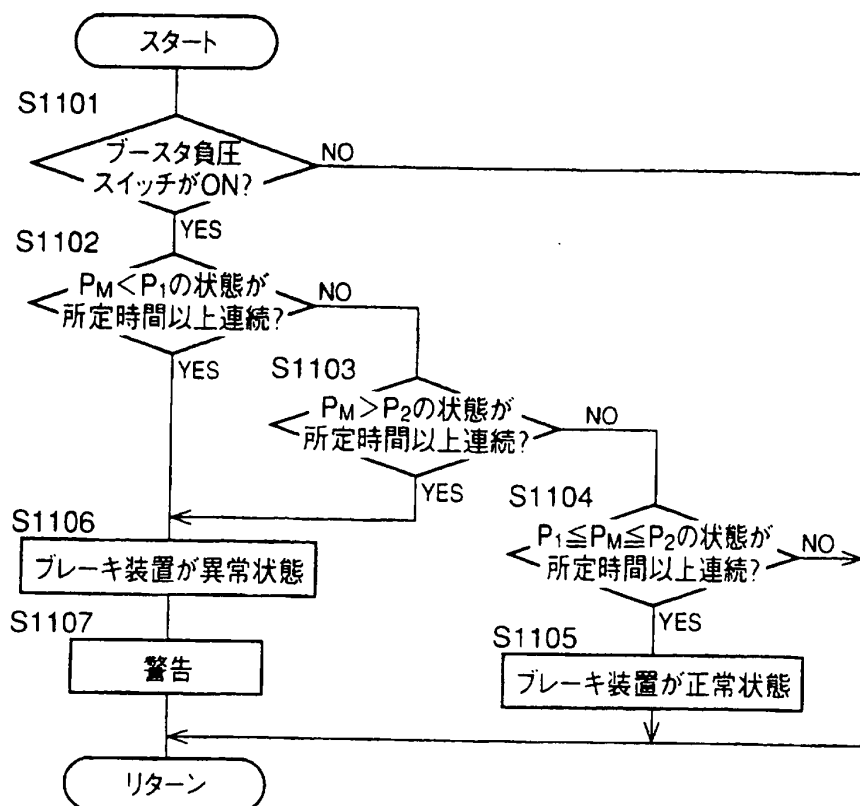 スタート
S1101
ブースタ負圧
スイッチがON?
NO
YES
S1102
PM<P1の状態が
所定時間以上連続?
NO
YES
S1103
PM>P2の状態が
所定時間以上連続?
NO
YES
S1104
P1≦PM≦P2の状態が
所定時間以上連続?
NO
YES
S1105
ブレーキ装置が正常状態
S1106
ブレーキ装置が異常状態
S1107
警告
リターン